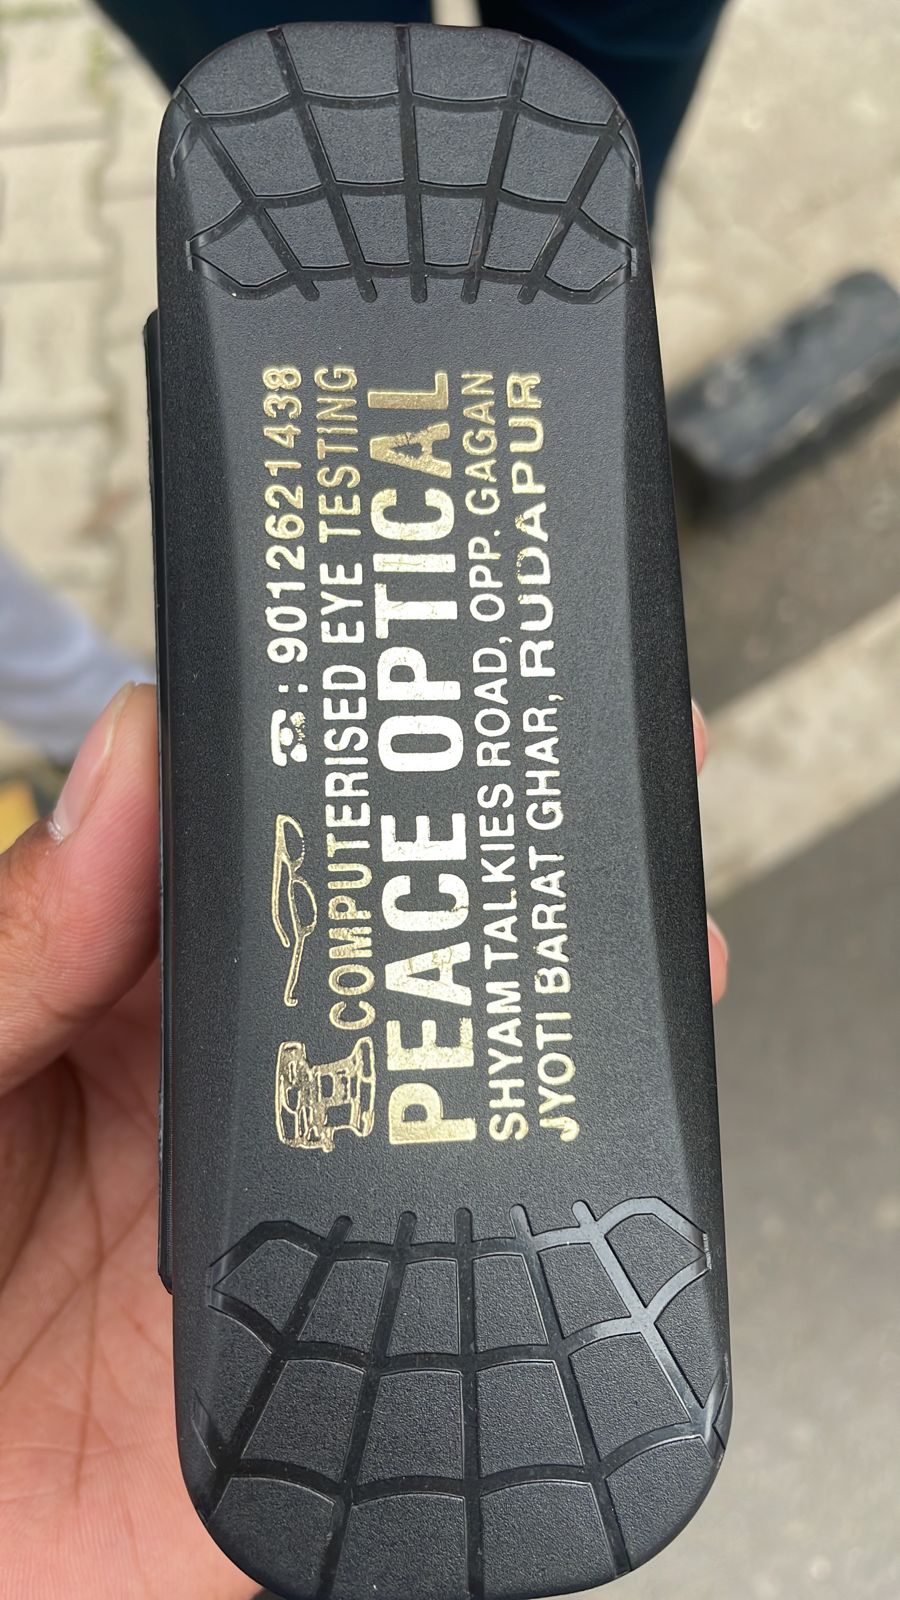 ☎: 9012621438
COMPUTERISED EYE TESTING
PEACE OPTICAL
SHYAM TALKIES ROAD, OPP. GAGAN
JYOTI BARAT GHAR, RUDAPUR